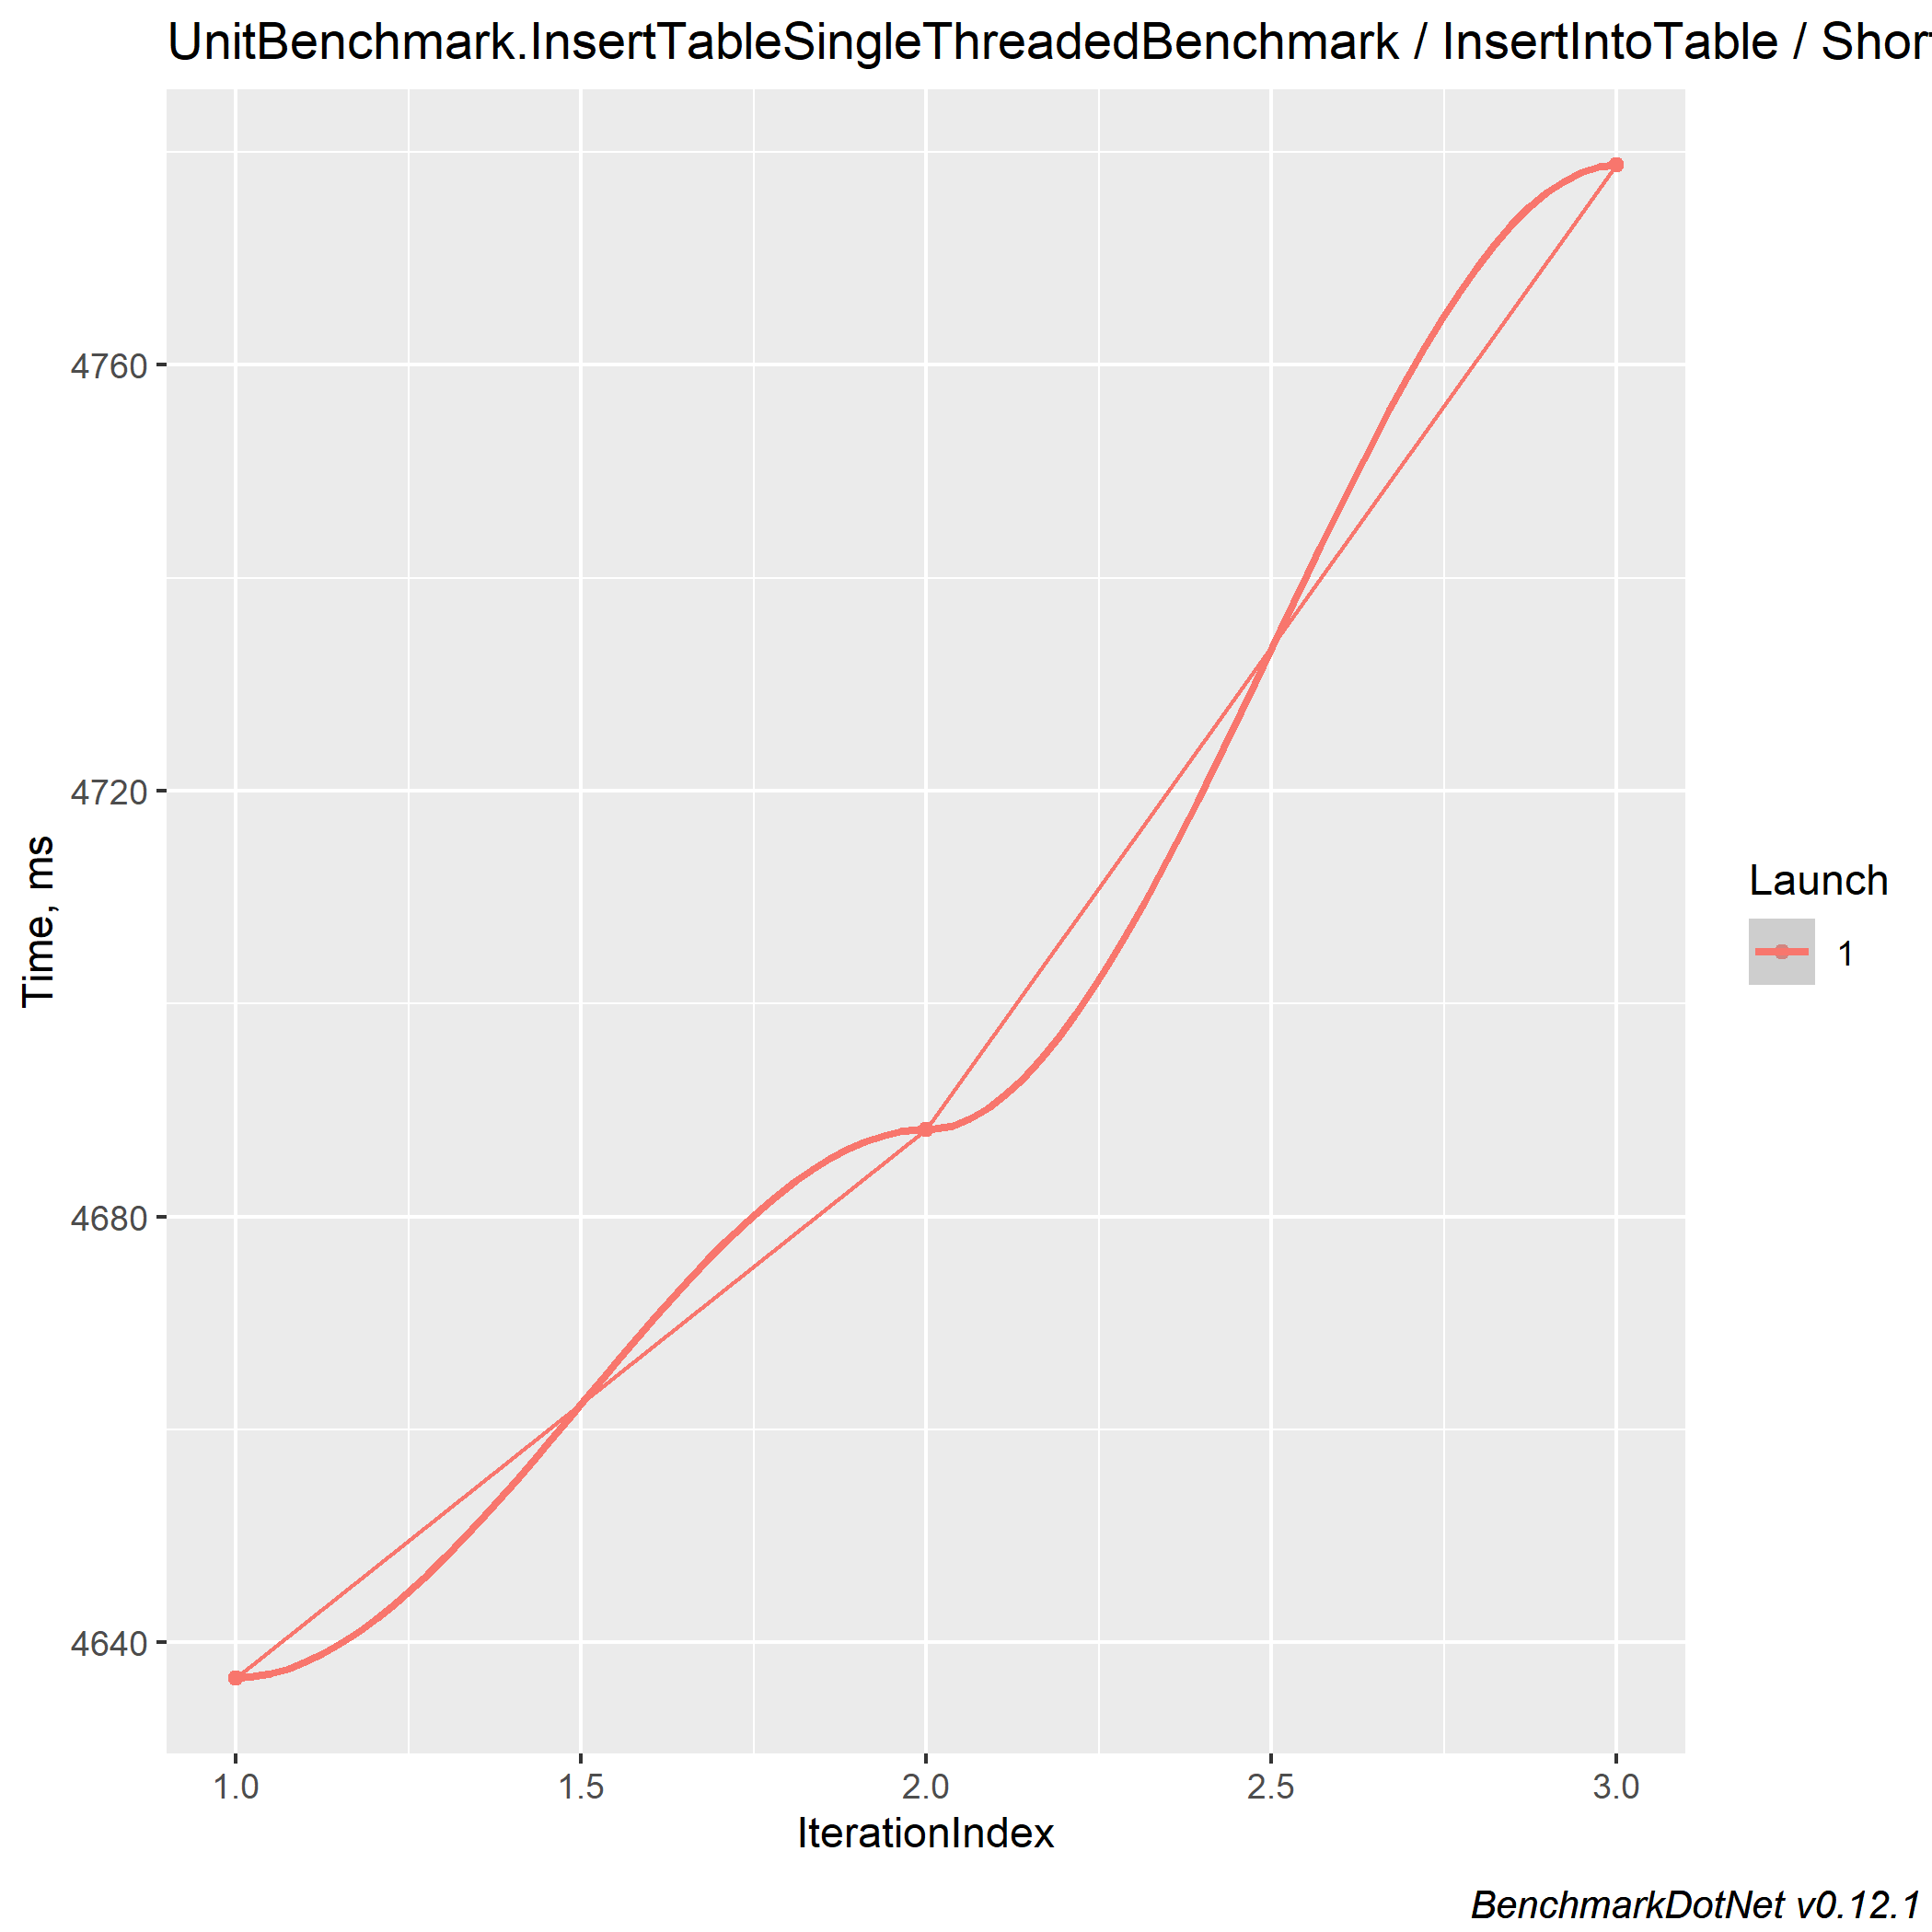 UnitBenchmark.InsertTableSingleThreadedBenchmark / InsertIntoTable / Shor
Time, ms
4760
4720
4680
4640
1.0 1.5 2.0 2.5 3.0
IterationIndex
Launch
1
BenchmarkDotNet v0.12.1